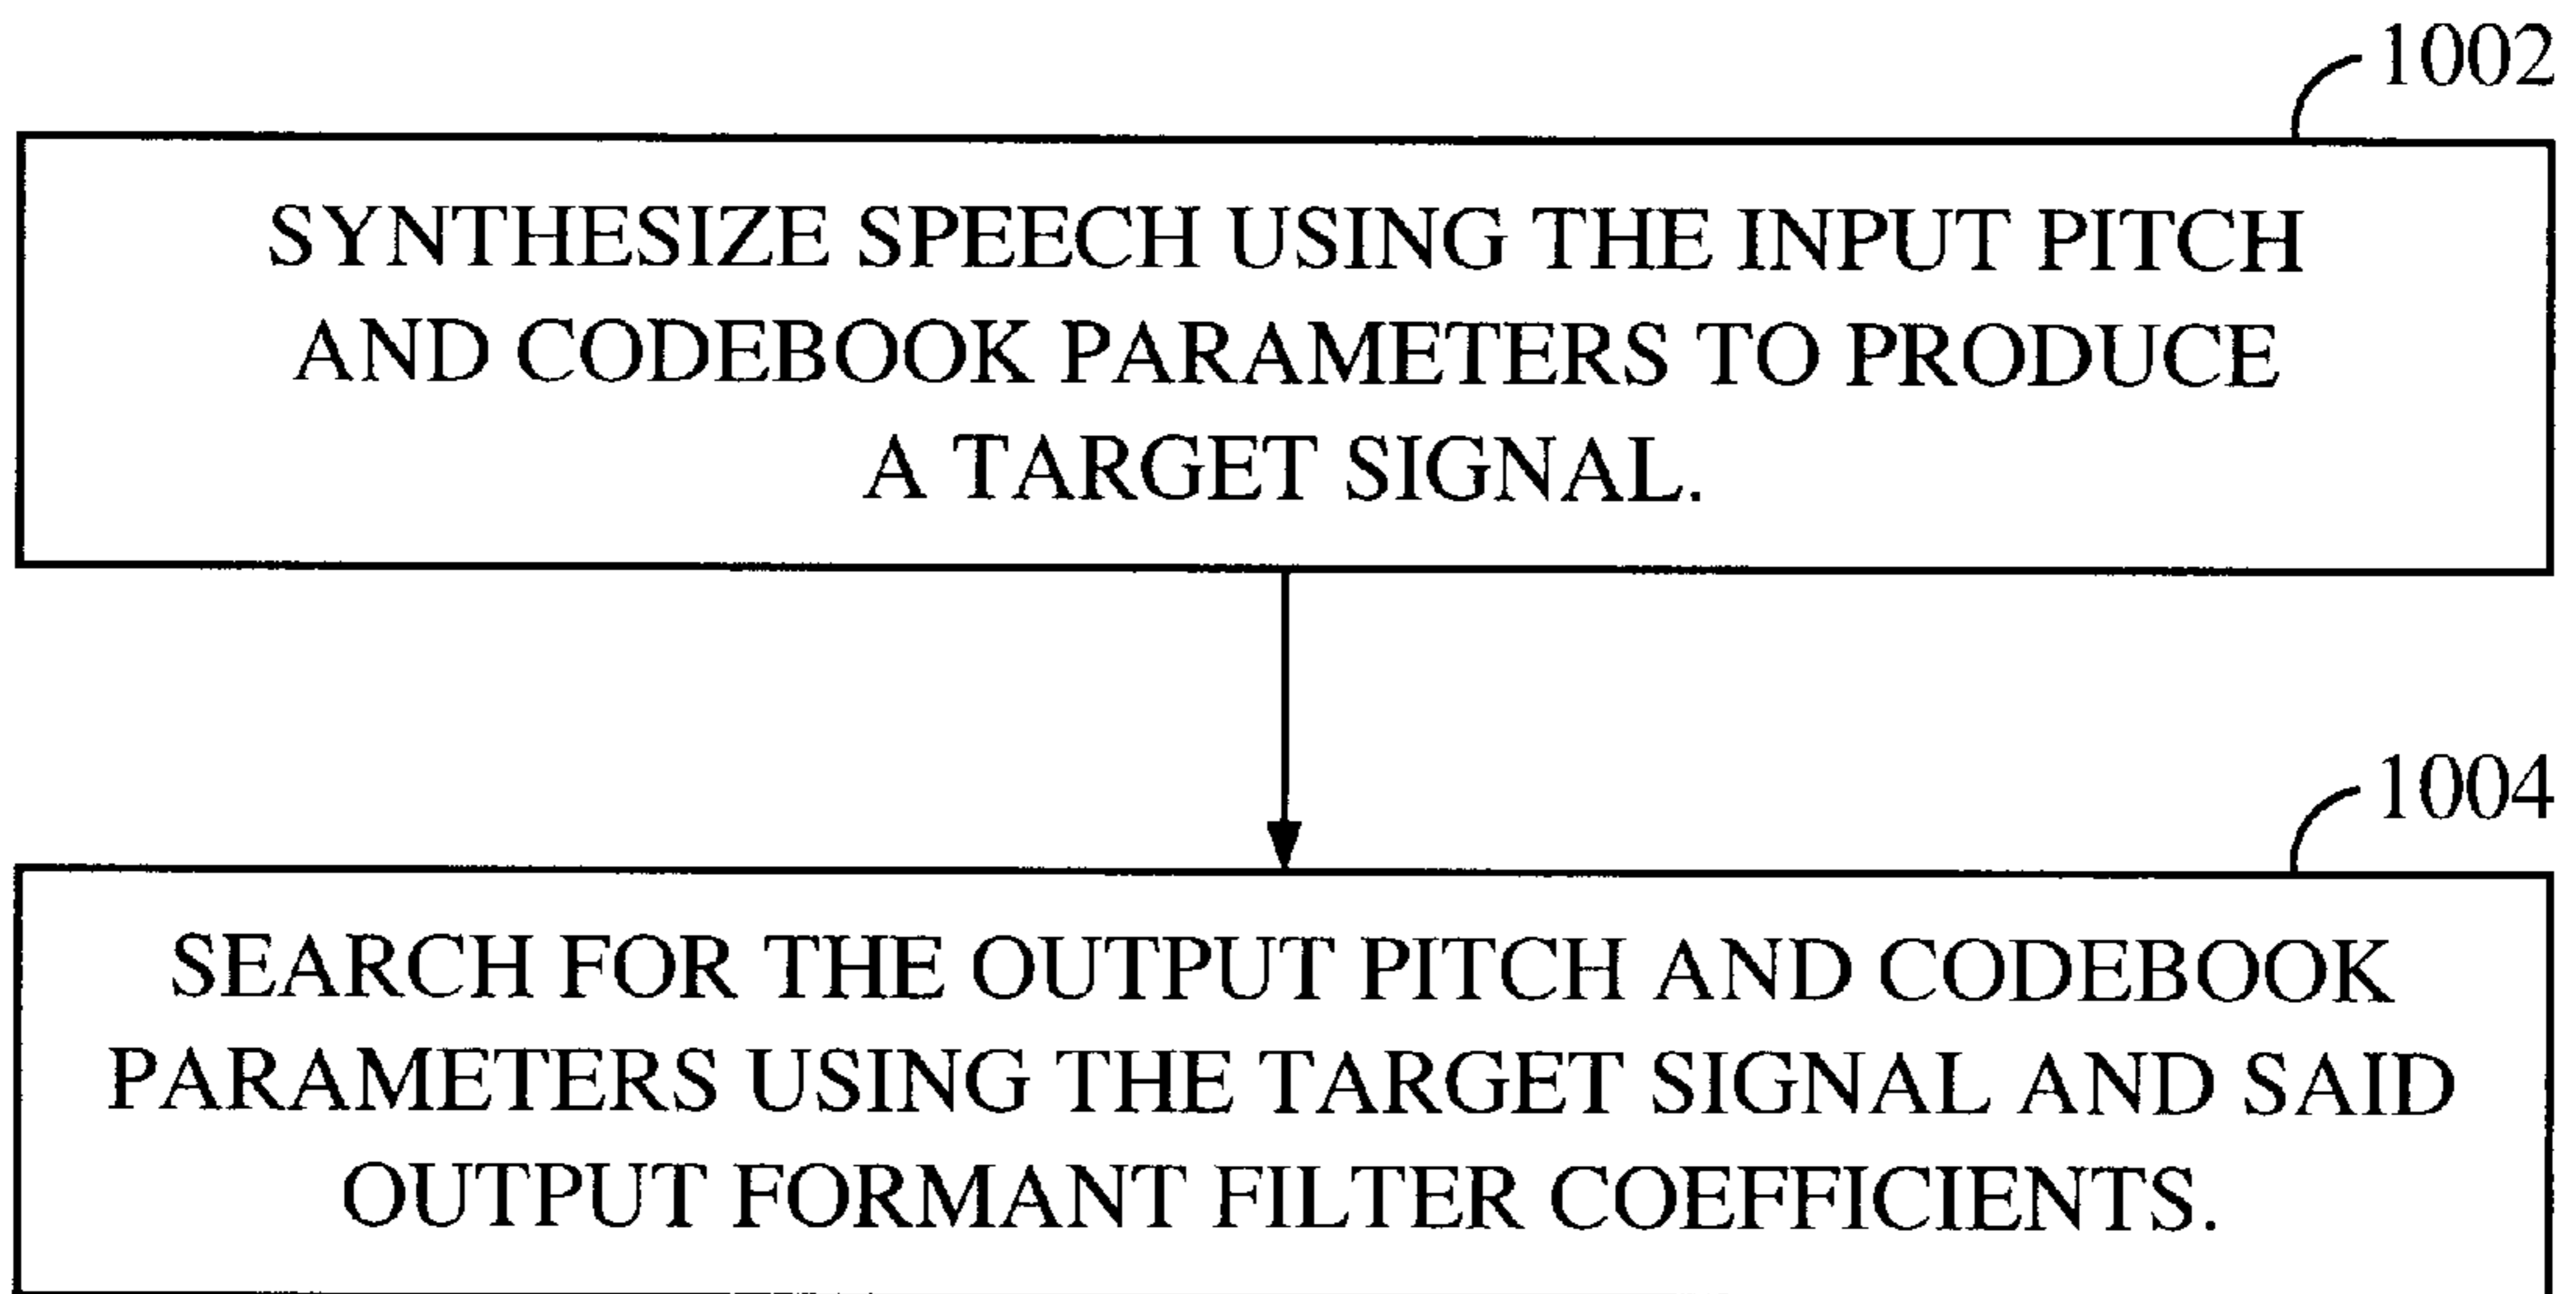 1002
SYNTHESIZE SPEECH USING THE INPUT PITCH
AND CODEBOOK PARAMETERS TO PRODUCE
A TARGET SIGNAL.
1004
SEARCH FOR THE OUTPUT PITCH AND CODEBOOK
PARAMETERS USING THE TARGET SIGNAL AND SAID
OUTPUT FORMANT FILTER COEFFICIENTS.